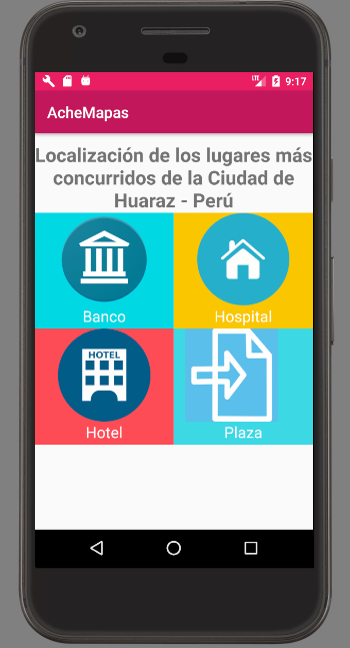 LTE 9:17
AcheMapas
Localización de los lugares más
concurridos de la Ciudad de
Huaraz - Perú
Banco
Hospital
HOTEL
Hotel
Plaza